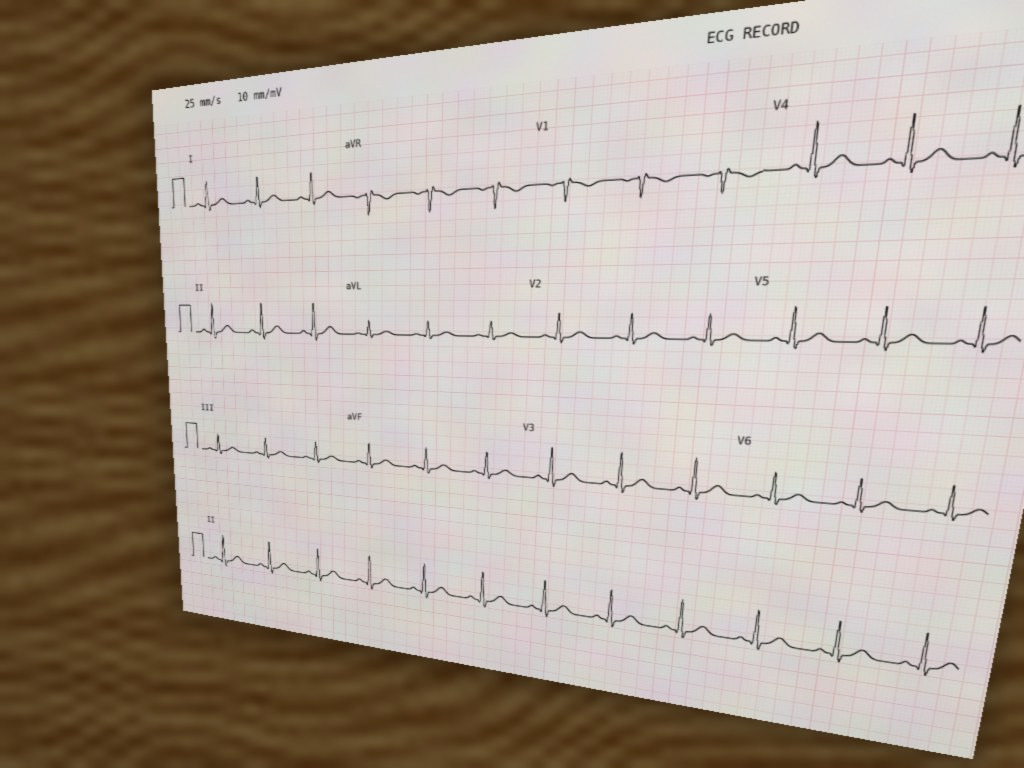 ECG RECORD
25 mm/s 10 mm/mV
I aVR V1 V4
II aVL V2 V5
III aVF V3 V6
II